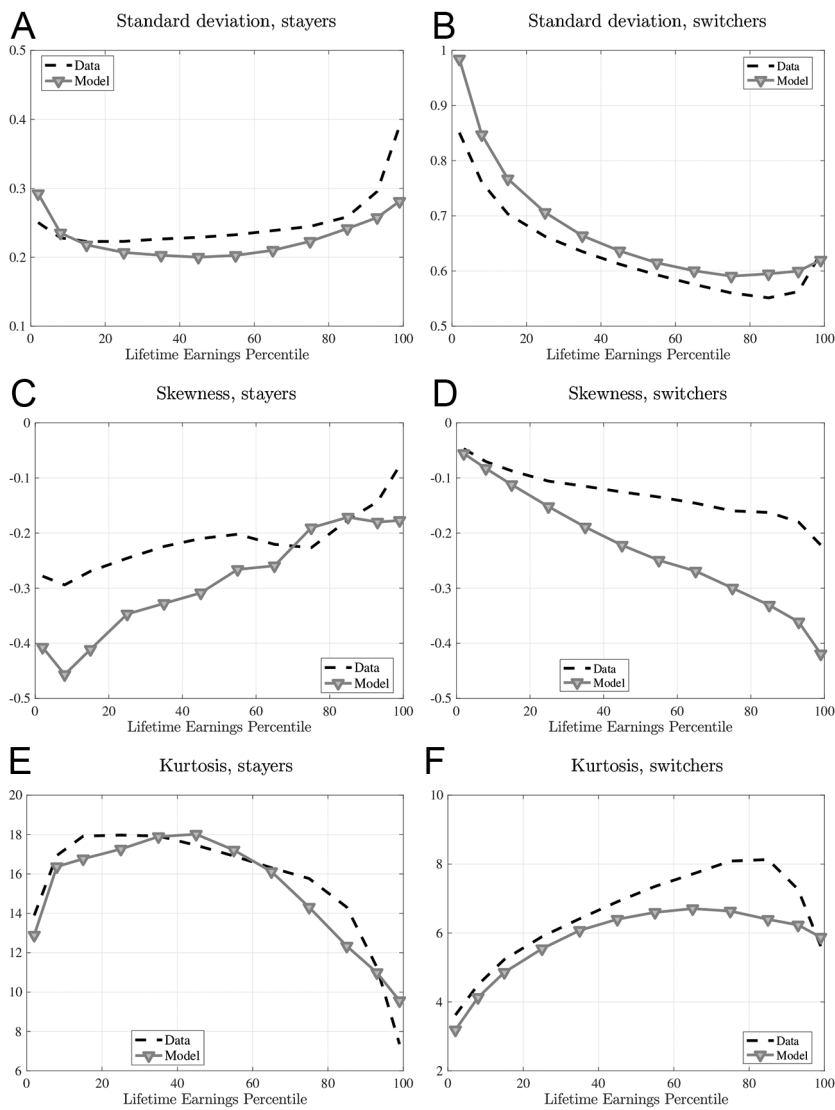 A
Standard deviation, stayers
0.5
0.4
0.3
0.2
0.1
Data
Model
0 20 40 60 80 100
Lifetime Earnings Percentile
B
Standard deviation, switchers
1
0.9
0.8
0.7
0.6
0.5
Data
Model
0 20 40 60 80 100
Lifetime Earnings Percentile
C
Skewness, stayers
0
-0.1
-0.2
-0.3
-0.4
-0.5
Data
Model
0 20 40 60 80 100
Lifetime Earnings Percentile
D
Skewness, switchers
0
-0.1
-0.2
-0.3
-0.4
-0.5
Data
Model
0 20 40 60 80 100
Lifetime Earnings Percentile
E
Kurtosis, stayers
20
18
16
14
12
10
8
6
Data
Model
0 20 40 60 80 100
Lifetime Earnings Percentile
F
Kurtosis, switchers
10
8
6
4
2
Data
Model
0 20 40 60 80 100
Lifetime Earnings Percentile